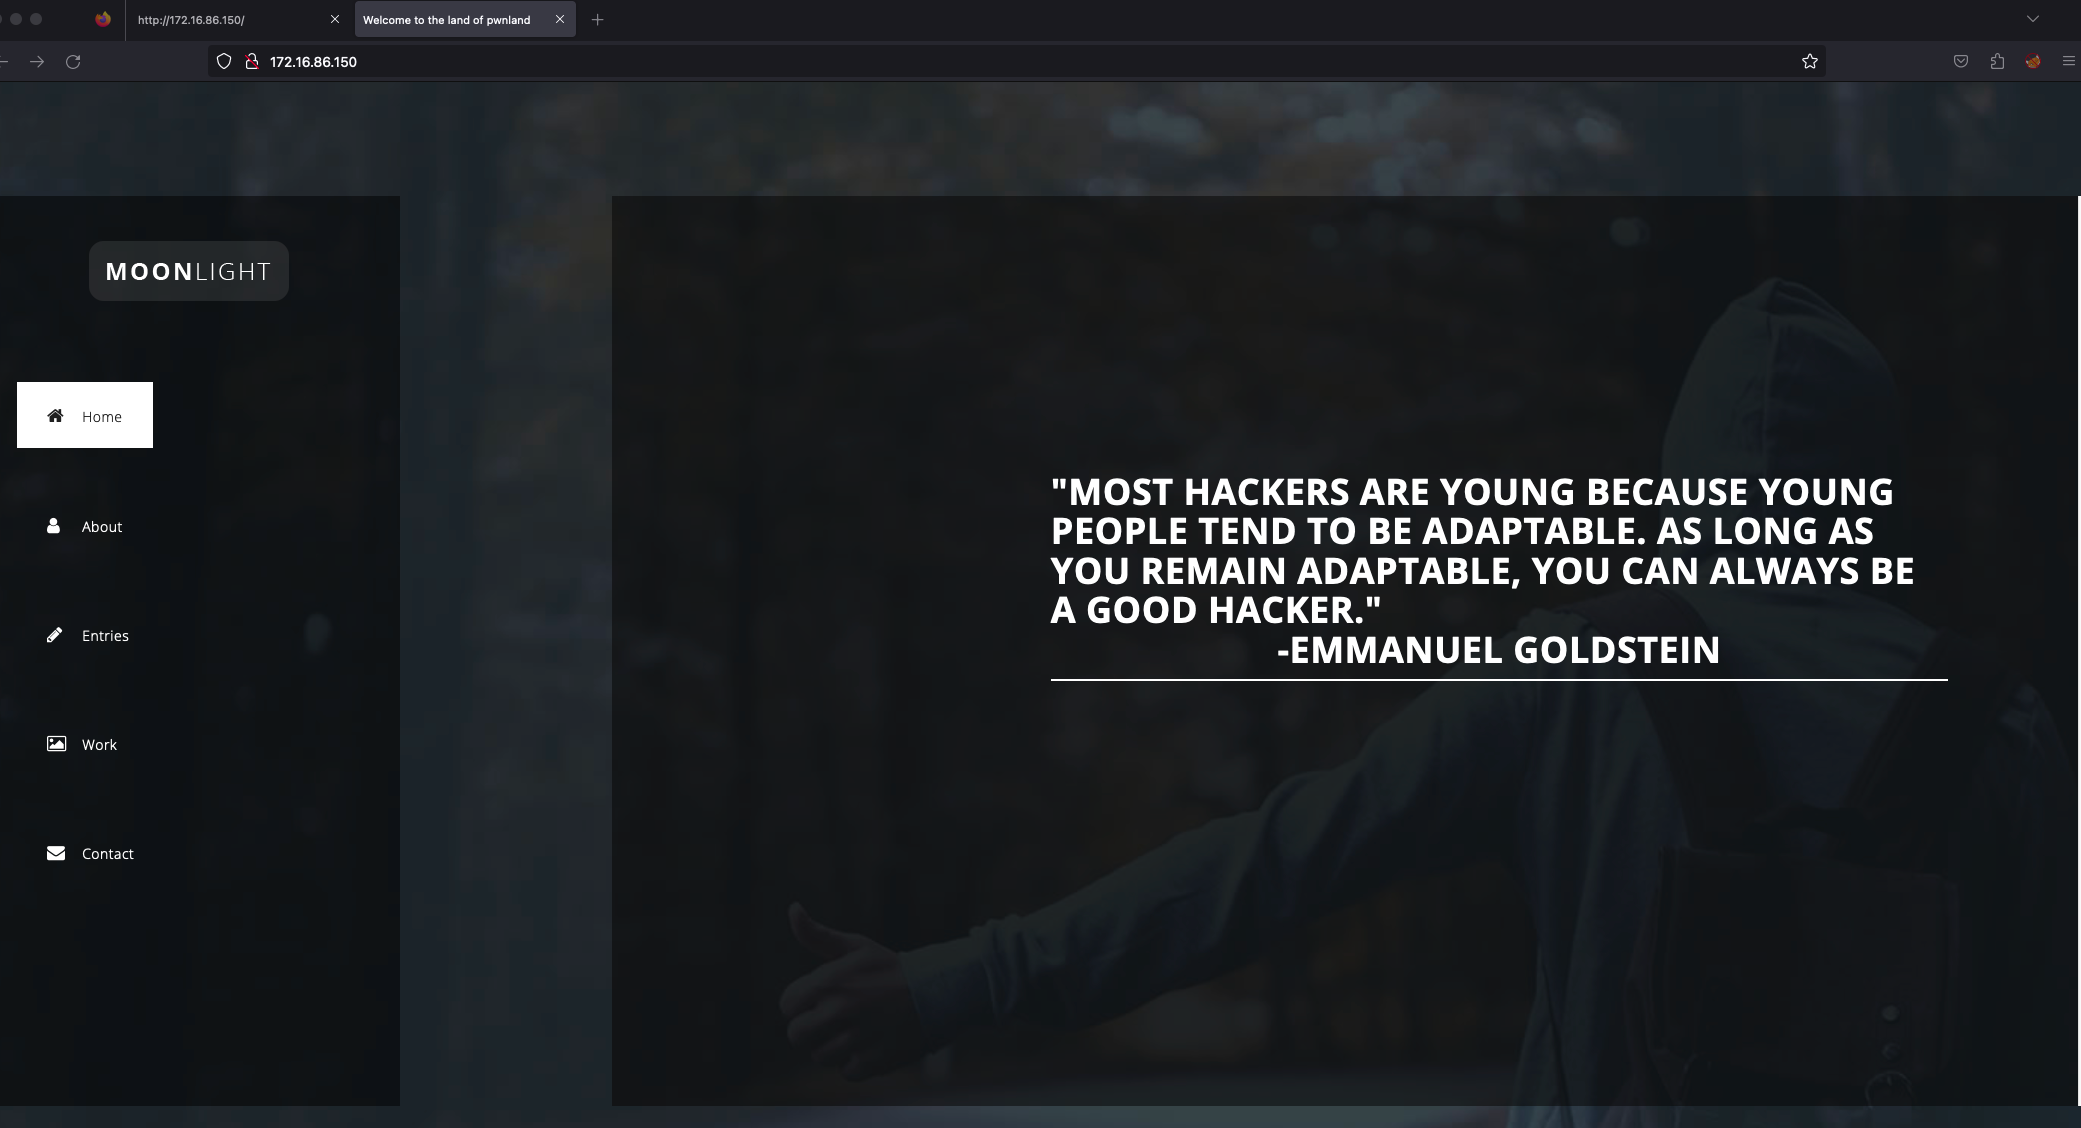 http://172.16.86.150/
Welcome to the land of pwnland
172.16.86.150
MOONLIGHT
Home
About
Entries
Work
Contact
"MOST HACKERS ARE YOUNG BECAUSE YOUNG
PEOPLE TEND TO BE ADAPTABLE. AS LONG AS
YOU REMAIN ADAPTABLE, YOU CAN ALWAYS BE
A GOOD HACKER."
-EMMANUEL GOLDSTEIN